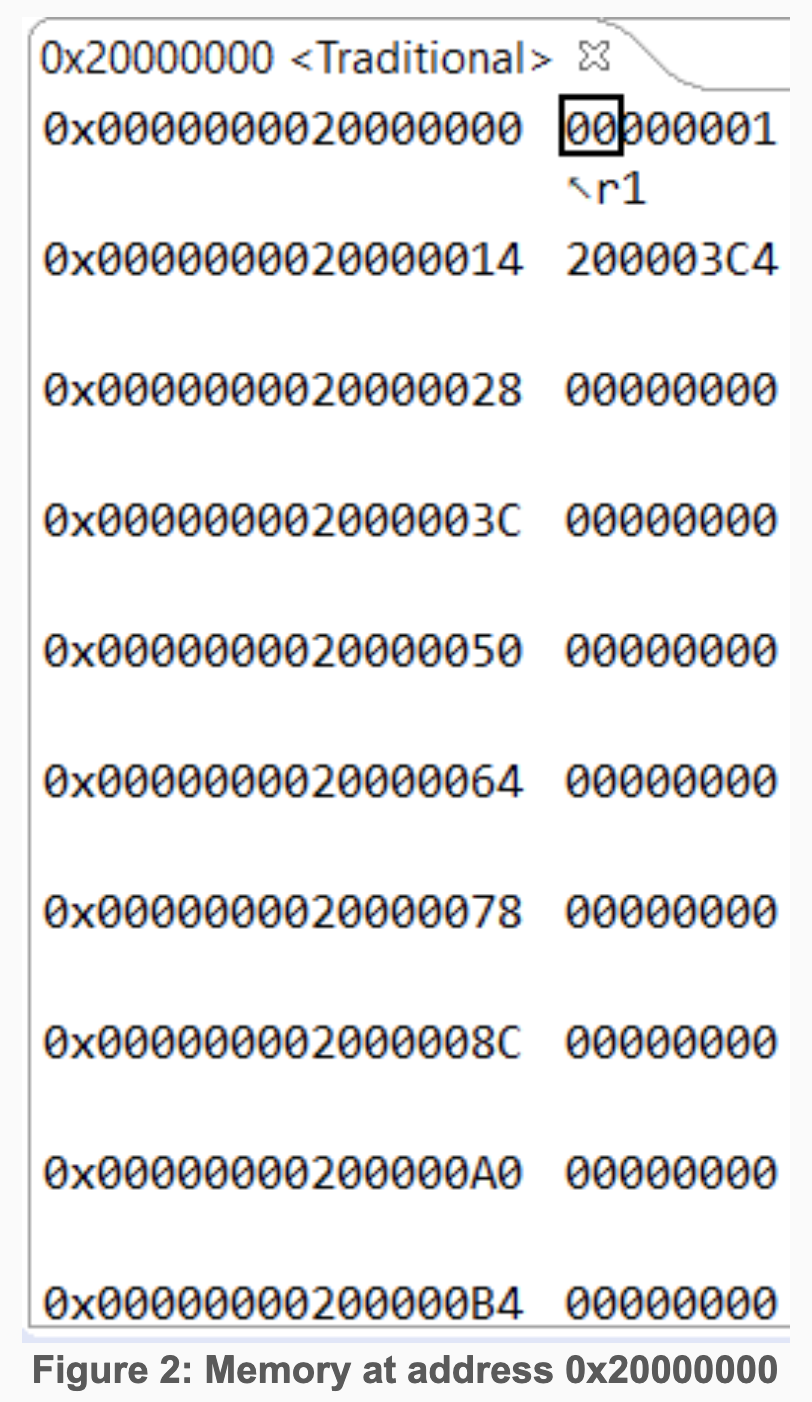 0x20000000 <Traditional>
0x0000000020000000 00000001
↖r1
0x0000000020000014 200003C4
0x0000000020000028 00000000
0x000000002000003C 00000000
0x0000000020000050 00000000
0x0000000020000064 00000000
0x0000000020000078 00000000
0x000000002000008C 00000000
0x00000000200000A0 00000000
0x00000000200000B4 00000000
Figure 2: Memory at address 0x20000000